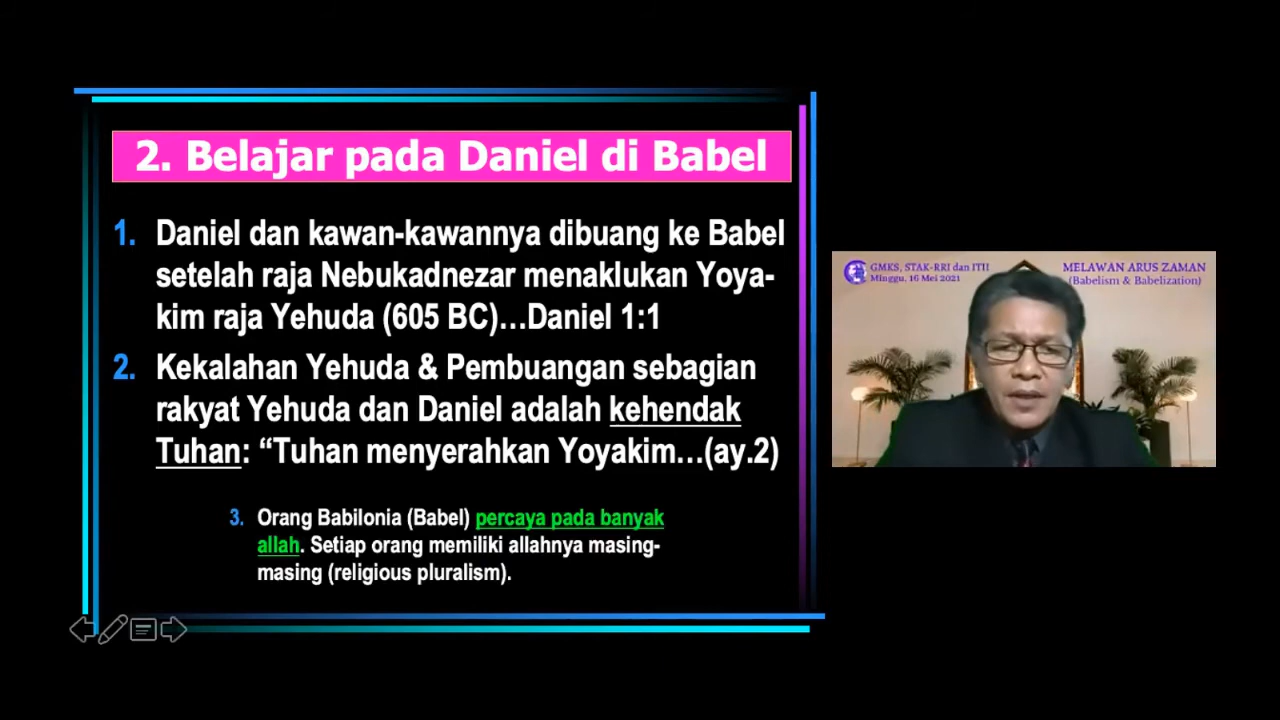 2. Belajar pada Daniel di Babel
1. Daniel dan kawan-kawannya dibuang ke Babel
setelah raja Nebukadnezar menaklukan Yoya-
kim raja Yehuda (605 BC)...Daniel 1:1
2. Kekalahan Yehuda & Pembuangan sebagian
rakyat Yehuda dan Daniel adalah kehendak
Tuhan: “Tuhan menyerahkan Yoyakim...(ay.2)
3. Orang Babilonia (Babel) percaya pada banyak
allah. Setiap orang memiliki allahnya masing-
masing (religious pluralism).
GMKS, STAK-RRI dan ITH
Minggu, 16 Mei 2021
MELAWAN ARUS ZAMAN
(Babelism & Babelization)